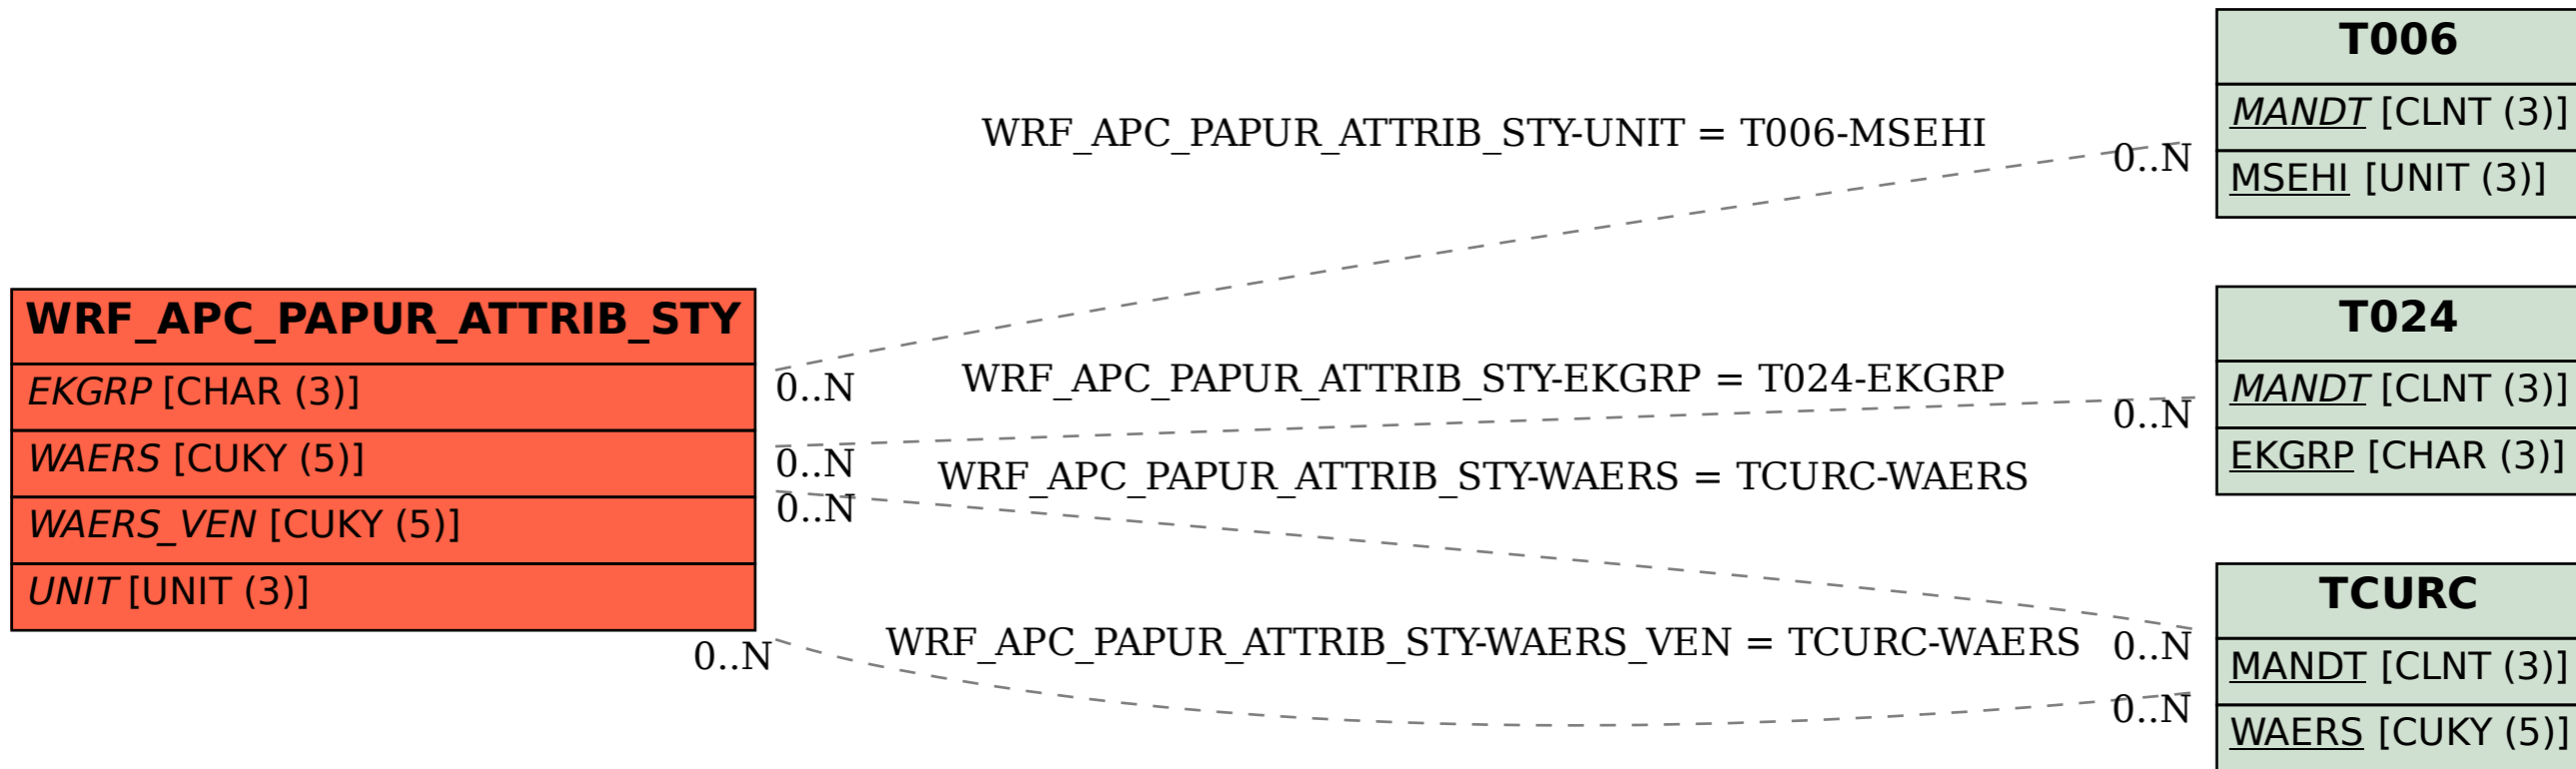 T006
MANDT [CLNT (3)]
MSEHI [UNIT (3)]
WRF_APC_PAPUR_ATTRIB_STY-UNIT = T006-MSEHI
0..N
WRF_APC_PAPUR_ATTRIB_STY
EKGRP [CHAR (3)]
WAERS [CUKY (5)]
WAERS_VEN [CUKY (5)]
UNIT [UNIT (3)]
0..N
WRF_APC_PAPUR_ATTRIB_STY-EKGRP = T024-EKGRP
0..N
T024
MANDT [CLNT (3)]
EKGRP [CHAR (3)]
0..N
WRF_APC_PAPUR_ATTRIB_STY-WAERS = TCURC-WAERS
0..N
0..N
WRF_APC_PAPUR_ATTRIB_STY-WAERS_VEN = TCURC-WAERS
0..N
0..N
TCURC
MANDT [CLNT (3)]
WAERS [CUKY (5)]